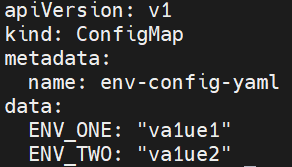 apiVersion: v1
kind: ConfigMap
metadata:
  name: env-config-yaml
data:
  ENV_ONE: "va1ue1"
  ENV_TWO: "va1ue2"